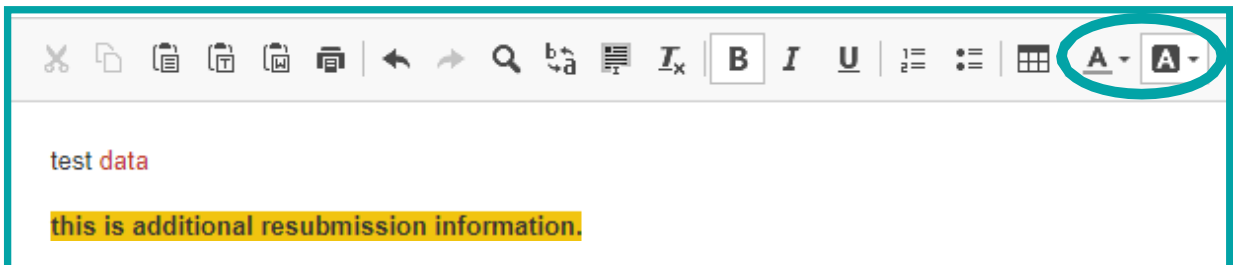 test data
this is additional resubmission information.